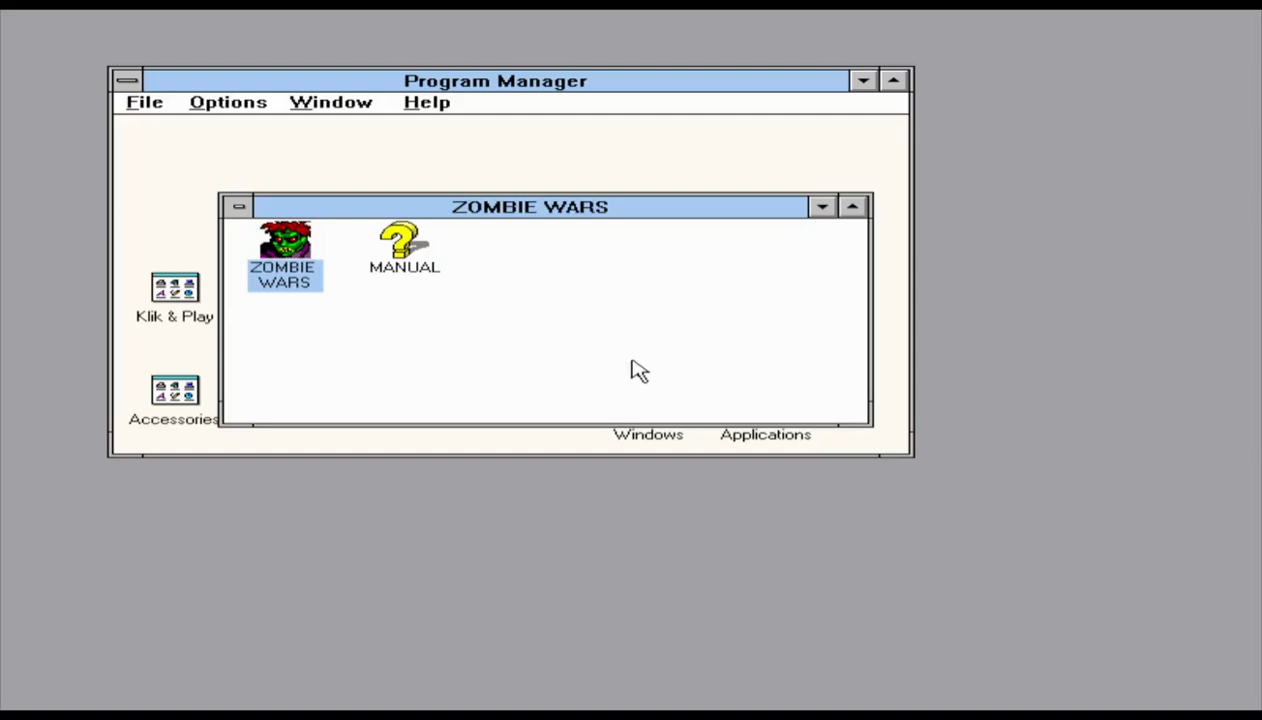 Program Manager
File Options Window Help
ZOMBIE WARS
ZOMBIE
WARS
MANUAL
Klik & Play
Accessories
Windows
Applications